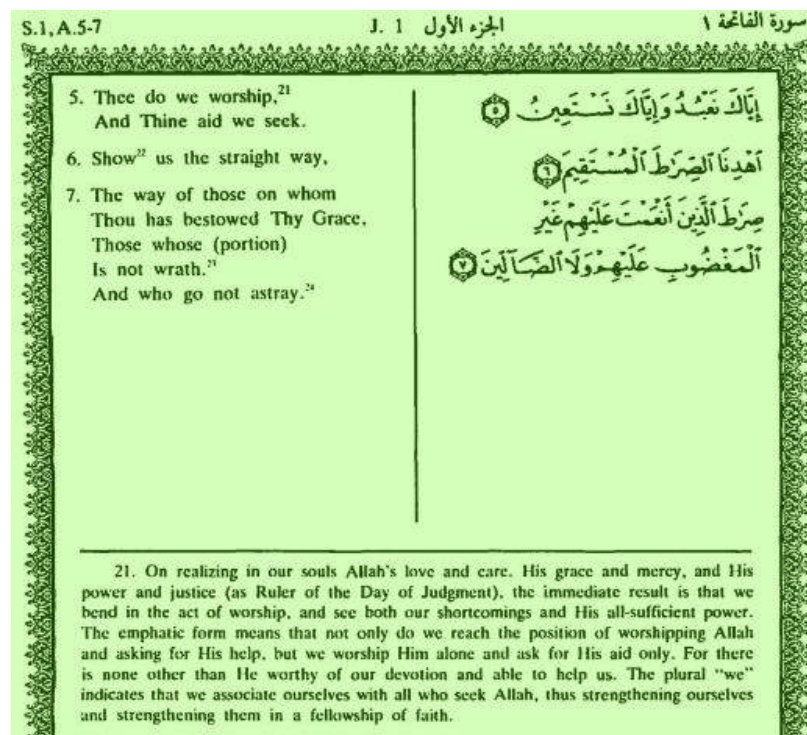 S.1, A.5-7 J. 1 الجزء الأول سورة الفاتحة ١
5. Thee do we worship,²¹
And Thine aid we seek.
6. Show²² us the straight way,
7. The way of those on whom
Thou has bestowed Thy Grace,
Those whose (portion)
Is not wrath.²³
And who go not astray.²⁴
إِيَّاكَ نَعْبُدُ وَإِيَّاكَ نَسْتَعِينُ ٥
ٱهْدِنَا ٱلصِّرَٰطَ ٱلْمُسْتَقِيمَ ٦
صِرَٰطَ ٱلَّذِينَ أَنْعَمْتَ عَلَيْهِمْ غَيْرِ
ٱلْمَغْضُوبِ عَلَيْهِمْ وَلَا ٱلضَّآلِّينَ ٧
21. On realizing in our souls Allah's love and care. His grace and mercy, and His
power and justice (as Ruler of the Day of Judgment), the immediate result is that we
bend in the act of worship, and see both our shortcomings and His all-sufficient power.
The emphatic form means that not only do we reach the position of worshipping Allah
and asking for His help, but we worship Him alone and ask for His aid only. For there
is none other than He worthy of our devotion and able to help us. The plural "we"
indicates that we associate ourselves with all who seek Allah, thus strengthening ourselves
and strengthening them in a fellowship of faith.